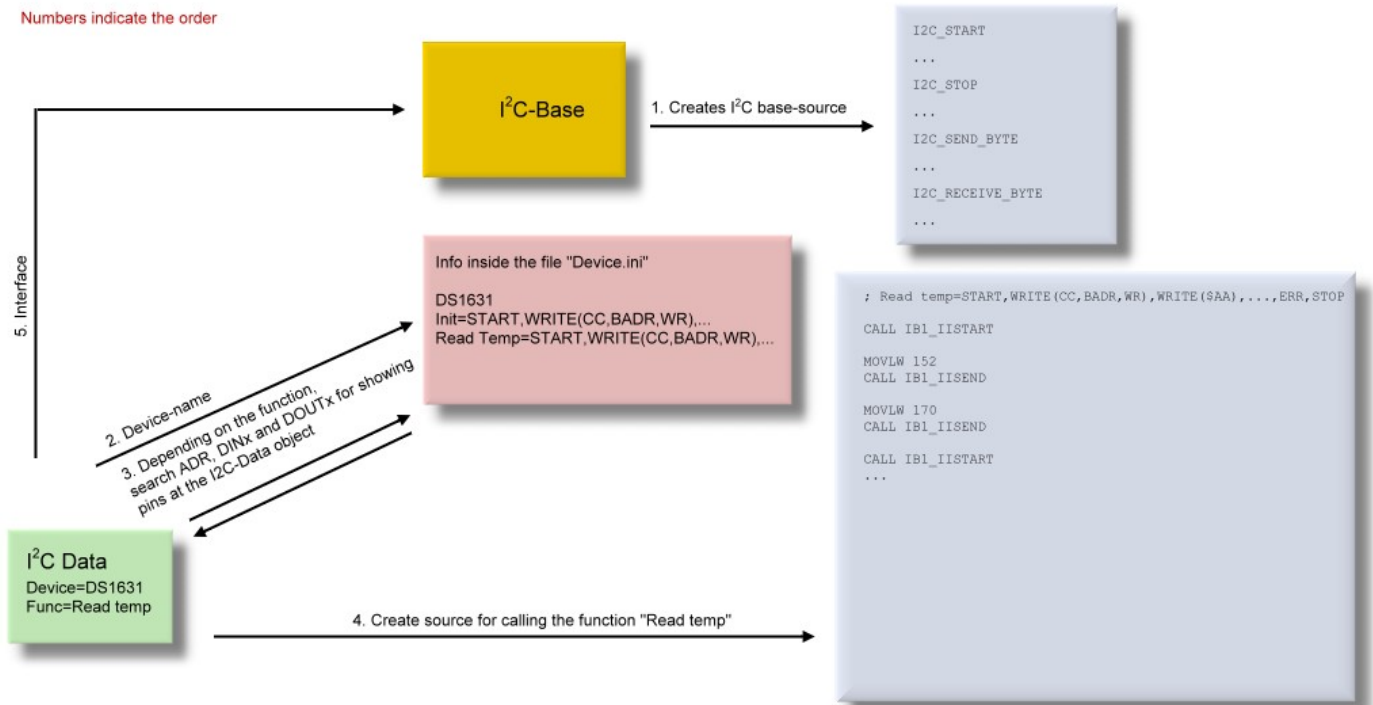 Numbers indicate the order
I²C-Base
1. Creates I²C base-source
I2C_START
...
I2C_STOP
...
I2C_SEND_BYTE
...
I2C_RECEIVE_BYTE
...
5. Interface
Info inside the file "Device.ini"
DS1631
Init=START,WRITE(CC,BADR,WR),...
Read Temp=START,WRITE(CC,BADR,WR),...
2. Device-name
3. Depending on the function,
search ADR, DINx and DOUTx for showing
pins at the I2C-Data object
; Read temp=START,WRITE(CC,BADR,WR),WRITE($AA),...,ERR,STOP
CALL IB1_IISTART
MOVLW 152
CALL IB1_IISEND
MOVLW 170
CALL IB1_IISEND
CALL IB1_IISTART
...
I²C Data
Device=DS1631
Func=Read temp
4. Create source for calling the function "Read temp"